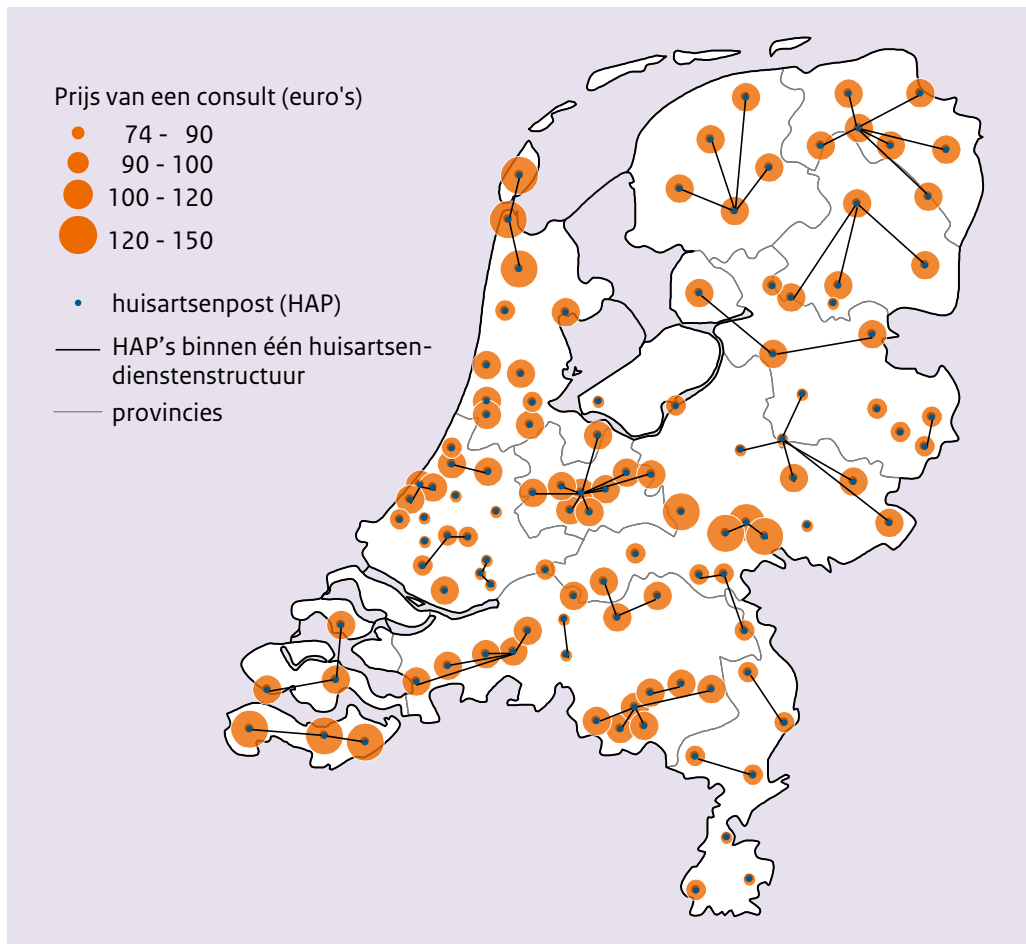 Prijs van een consult (euro's)
74 - 90
90 - 100
100 - 120
120 - 150
huisartsenpost (HAP)
HAP’s binnen één huisartsen-
dienstenstructuur
provincies